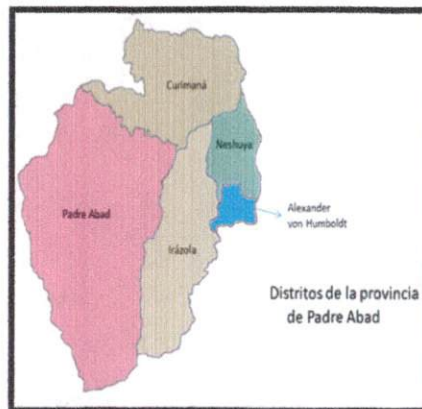 Curimaná
Neshuya
Padre Abad
Irázola
Alexander
von Humboldt
Distritos de la provincia
de Padre Abad